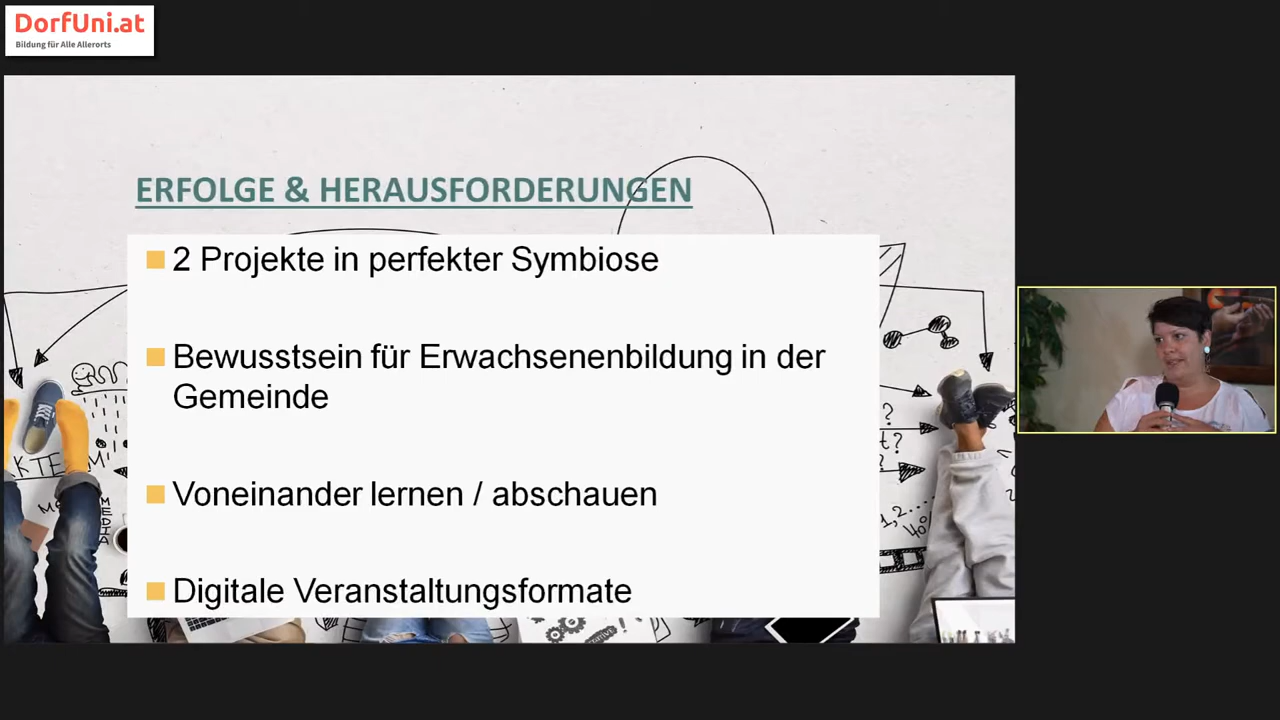 DorfUni.at
Bildung für Alle Allerorts
ERFOLGE & HERAUSFORDERUNGEN
2 Projekte in perfekter Symbiose
Bewusstsein für Erwachsenenbildung in der
Gemeinde
Voneinander lernen / abschauen
Digitale Veranstaltungsformate